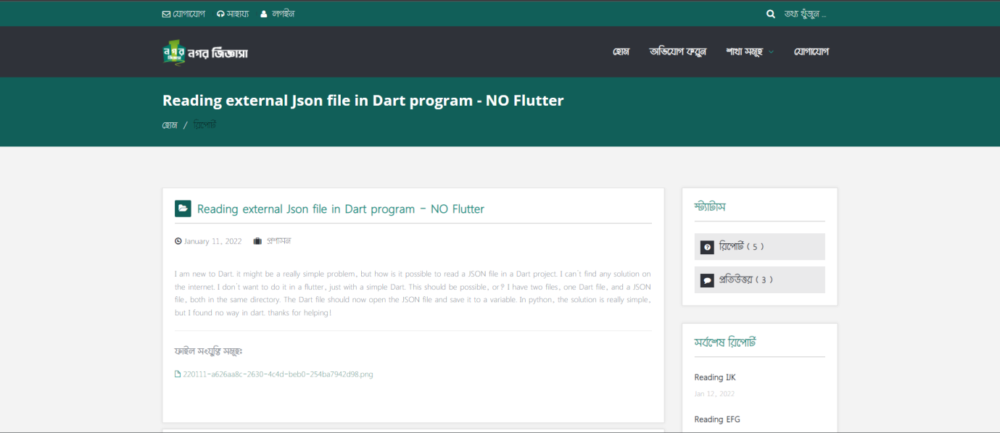 যোগাযোগ সাহায্য লগইন তথ্য খুঁজুন ...
নগর জিজ্ঞাসা নগর জিজ্ঞাসা হোম অভিযোগ করুন শাখা সমূহ যোগাযোগ
Reading external Json file in Dart program - NO Flutter
হোম / রিপোর্ট
Reading external Json file in Dart program - NO Flutter
January 11, 2022 প্রশাসন
I am new to Dart. it might be a really simple problem, but how is it possible to read a JSON file in a Dart project. I can't find any solution on
the internet. I don't want to do it in a flutter, just with a simple Dart. This should be possible, or? I have two files, one Dart file, and a JSON
file, both in the same directory. The Dart file should now open the JSON file and save it to a variable. In python, the solution is really simple,
but I found no way in dart. thanks for helping!
ফাইল সংযুক্তি সমূহঃ
220111-a626aa8c-2630-4c4d-beb0-254ba7942d98.png
স্ট্যাটাস
রিপোর্ট ( 5 )
প্রতিউত্তর ( 3 )
সর্বশেষ রিপোর্ট
Reading IJK
Jan 12, 2022
Reading EFG